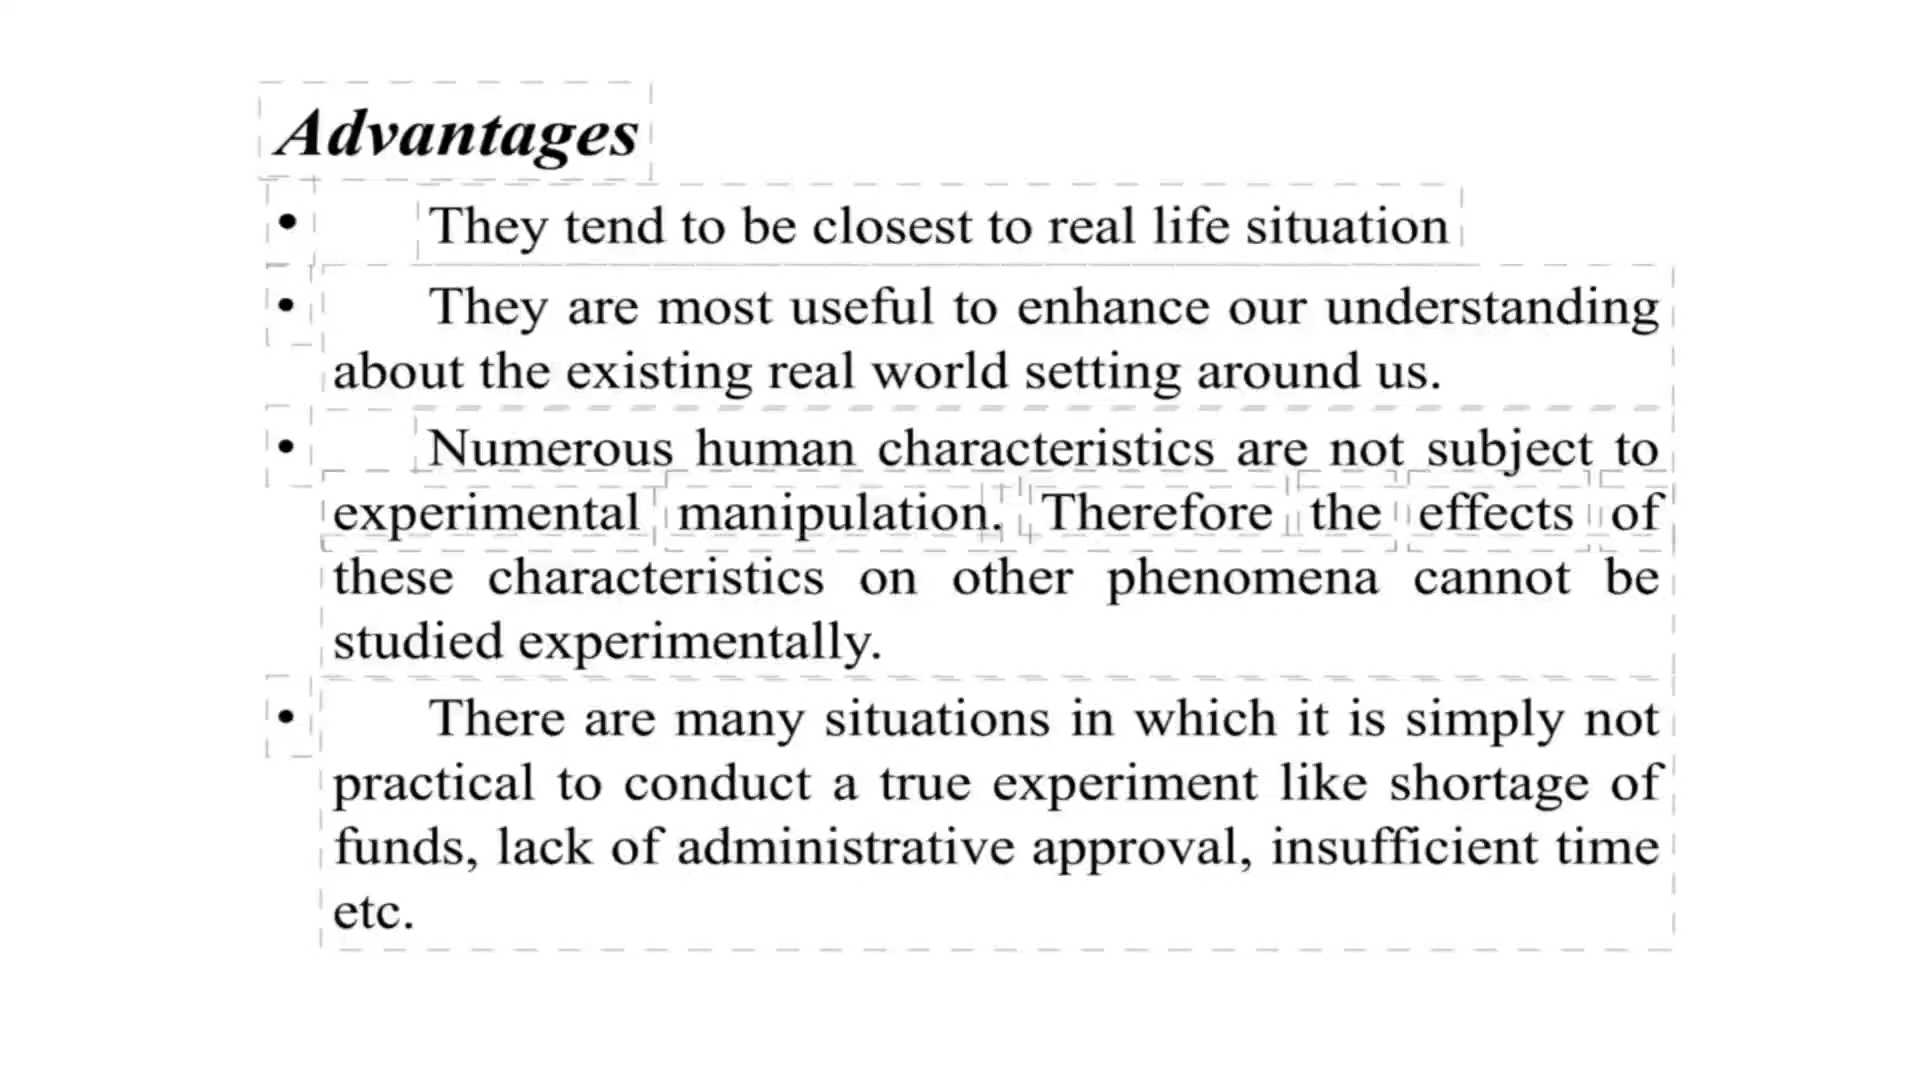 Advantages
• They tend to be closest to real life situation
• They are most useful to enhance our understanding
about the existing real world setting around us.
• Numerous human characteristics are not subject to
experimental manipulation. Therefore the effects of
these characteristics on other phenomena cannot be
studied experimentally.
• There are many situations in which it is simply not
practical to conduct a true experiment like shortage of
funds, lack of administrative approval, insufficient time
etc.